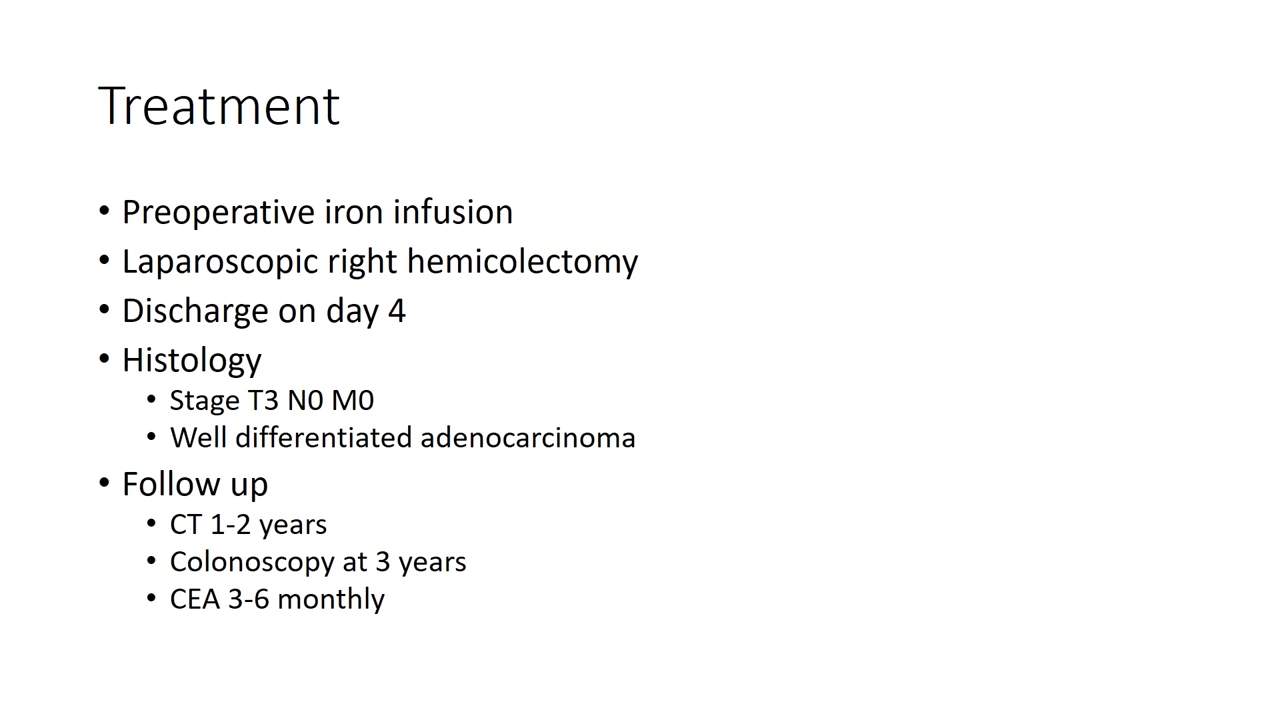 Treatment
• Preoperative iron infusion
• Laparoscopic right hemicolectomy
• Discharge on day 4
• Histology
• Stage T3 N0 M0
• Well differentiated adenocarcinoma
• Follow up
• CT 1-2 years
• Colonoscopy at 3 years
• CEA 3-6 monthly